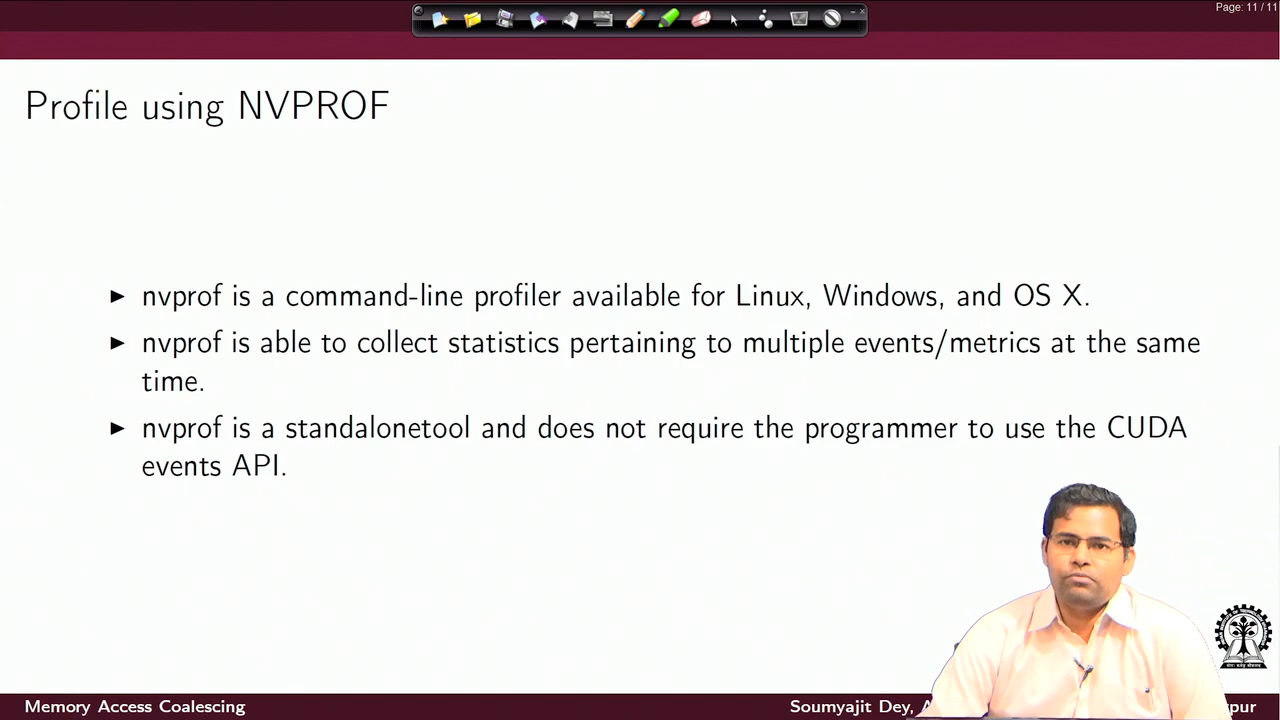 Page: 11 / 11
Profile using NVPROF
nvprof is a command-line profiler available for Linux, Windows, and OS X.
nvprof is able to collect statistics pertaining to multiple events/metrics at the same
time.
nvprof is a standalonetool and does not require the programmer to use the CUDA
events API.
Memory Access Coalescing
Soumyajit Dey,